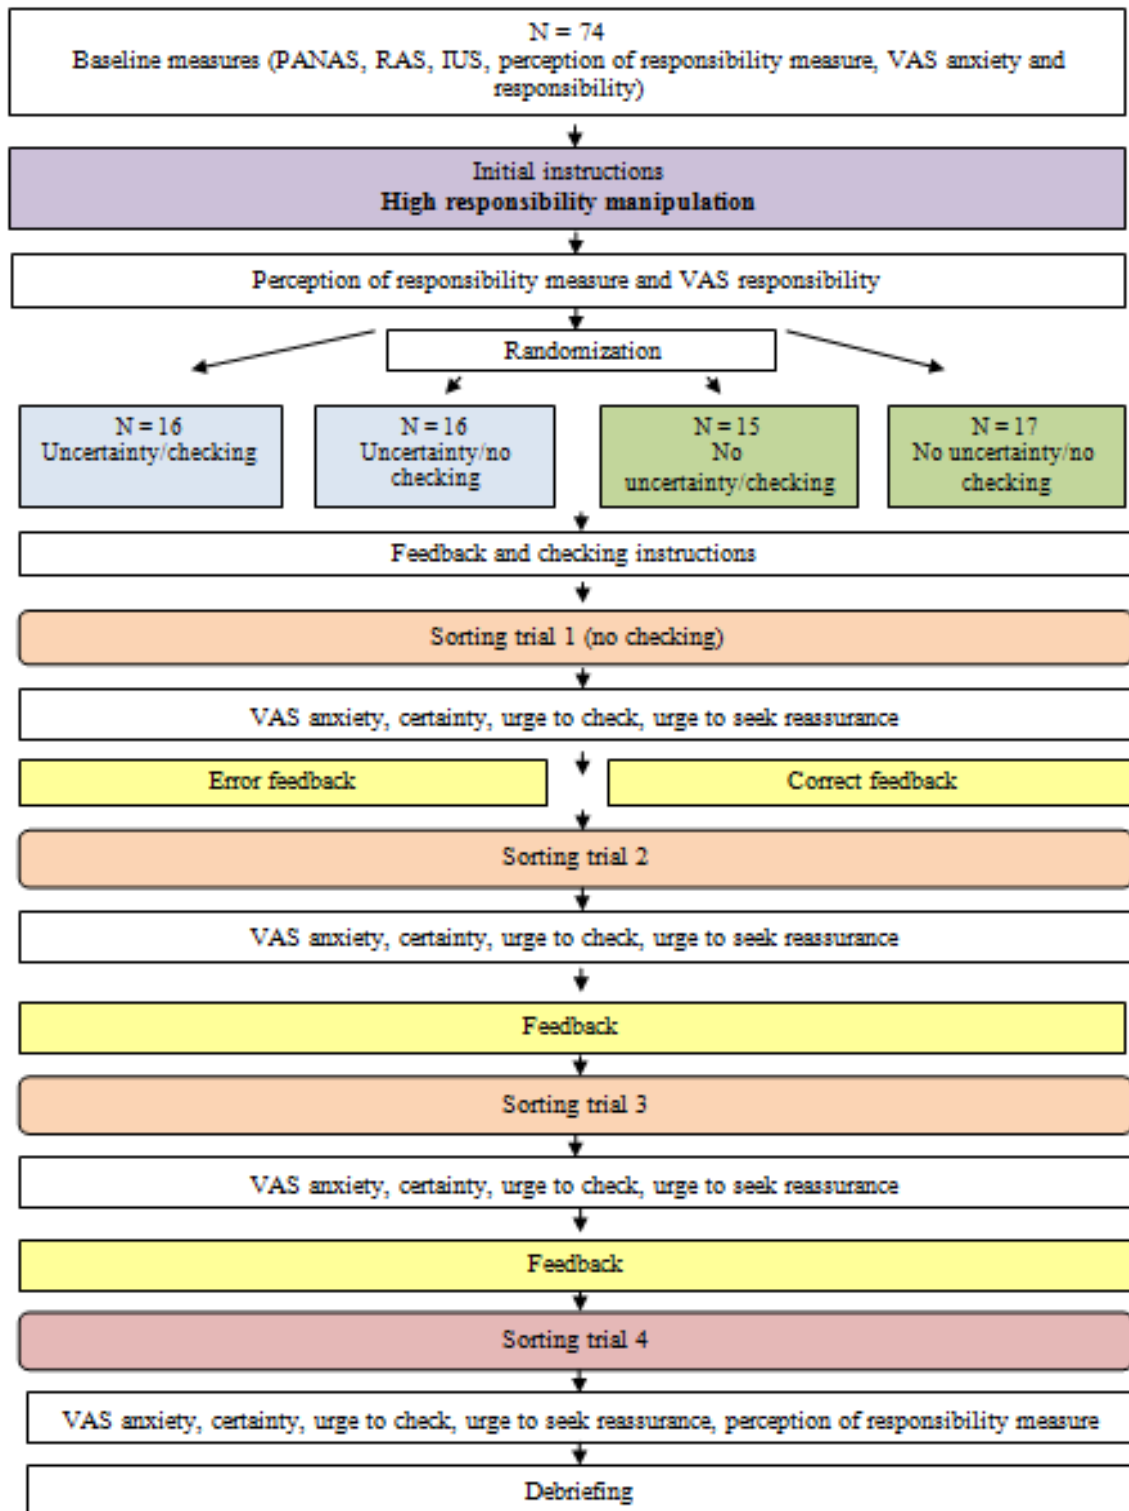 N = 74
Baseline measures (PANAS, RAS, IUS, perception of responsibility measure, VAS anxiety and
responsibility)
Initial instructions
High responsibility manipulation
Perception of responsibility measure and VAS responsibility
Randomization
N = 16
Uncertainty/checking
N = 16
Uncertainty/no
checking
N = 15
No
uncertainty/checking
N = 17
No uncertainty/no
checking
Feedback and checking instructions
Sorting trial 1 (no checking)
VAS anxiety, certainty, urge to check, urge to seek reassurance
Error feedback
Correct feedback
Sorting trial 2
VAS anxiety, certainty, urge to check, urge to seek reassurance
Feedback
Sorting trial 3
VAS anxiety, certainty, urge to check, urge to seek reassurance
Feedback
Sorting trial 4
VAS anxiety, certainty, urge to check, urge to seek reassurance, perception of responsibility measure
Debriefing